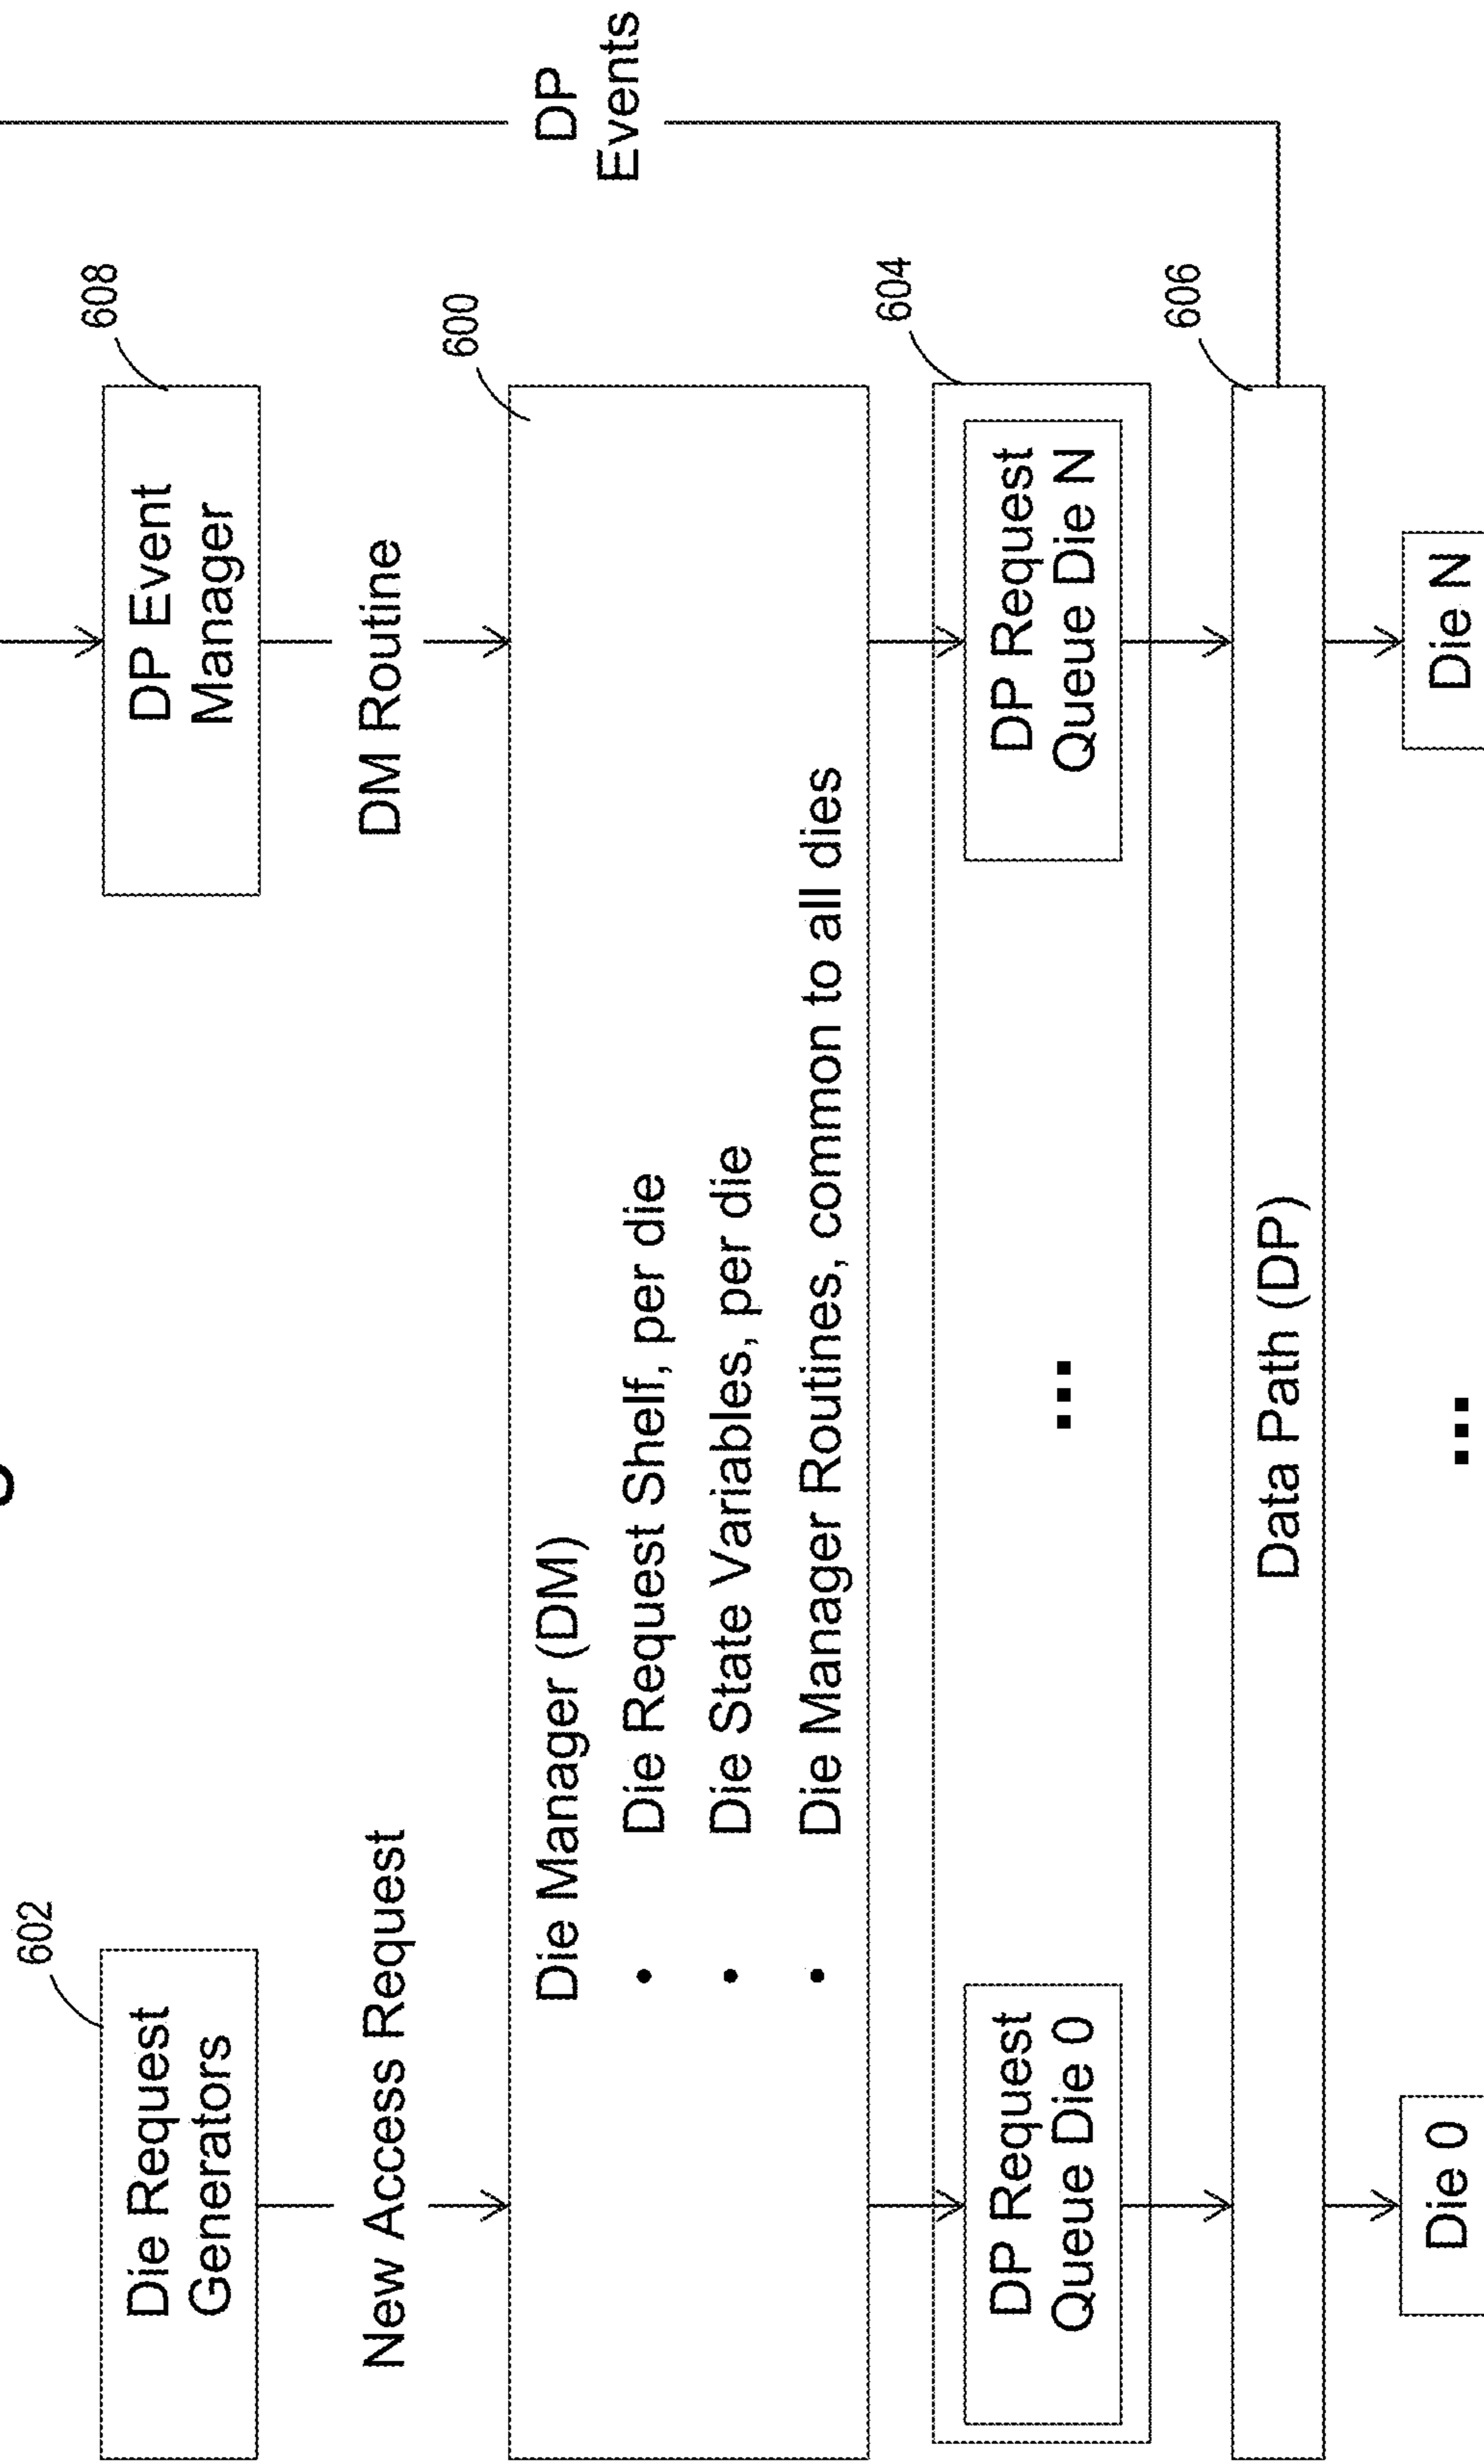 602
608
Die Request
Generators
DP Event
Manager
New Access Request
DM Routine
600
DP
Events
Die Manager (DM)
• Die Request Shelf, per die
• Die State Variables, per die
• Die Manager Routines, common to all dies
604
DP Request
Queue Die 0
...
DP Request
Queue Die N
606
Data Path (DP)
Die 0
...
Die N